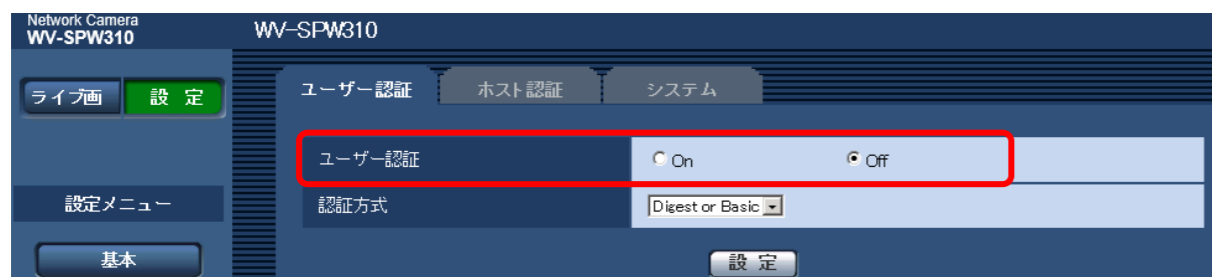 Network Camera
WV-SPW310
WV-SPW310
ライブ画 設 定
ユーザー認証 ホスト認証 システム
ユーザー認証 On Off
設定メニュー
認証方式 Digest or Basic
基本
設 定